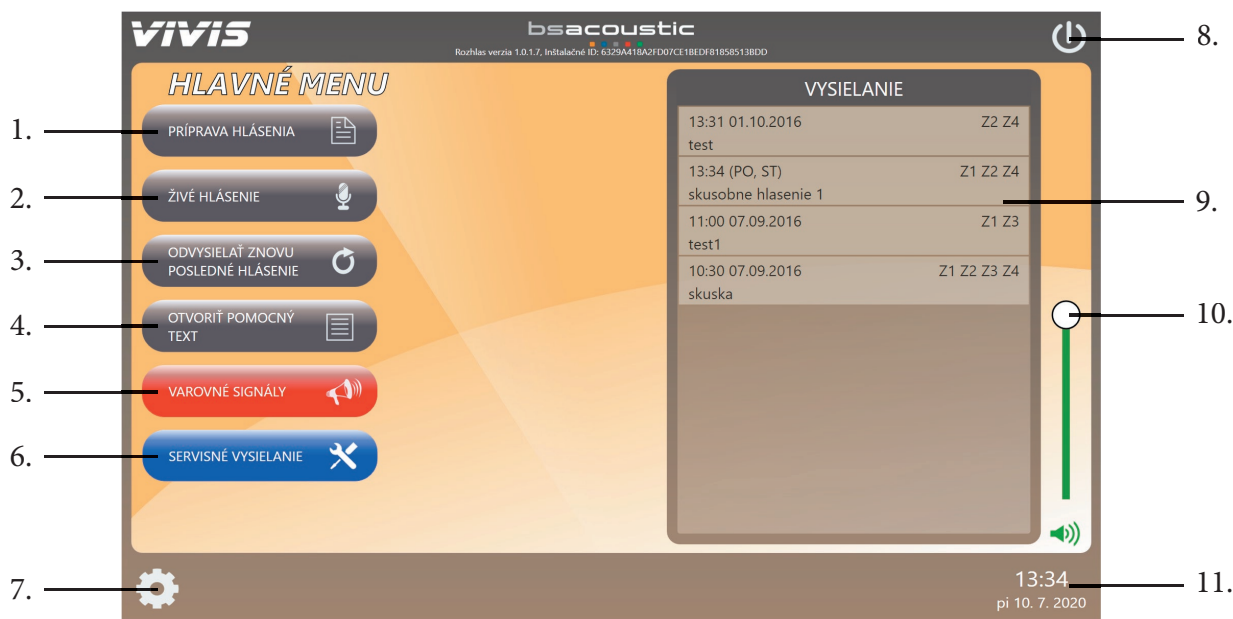 VIVIS
bsacoustic
Rozhlas verzia 1.0.1.7, Inštalačné ID: 6329A418A2FD07CE1BEDF81858513BDD
8.
HLAVNÉ MENU
1.
PRÍPRAVA HLÁSENIA
2.
ŽIVÉ HLÁSENIE
3.
ODVYSIELAŤ ZNOVU
POSLEDNÉ HLÁSENIE
4.
OTVORIŤ POMOCNÝ
TEXT
5.
VAROVNÉ SIGNÁLY
6.
SERVISNÉ VYSIELANIE
VYSIELANIE
13:31 01.10.2016 Z2 Z4
test
13:34 (PO, ST) Z1 Z2 Z4
skusobne hlasenie 1
9.
11:00 07.09.2016 Z1 Z3
test1
10:30 07.09.2016 Z1 Z2 Z3 Z4
skuska
10.
7.
13:34
11.
pi 10. 7. 2020